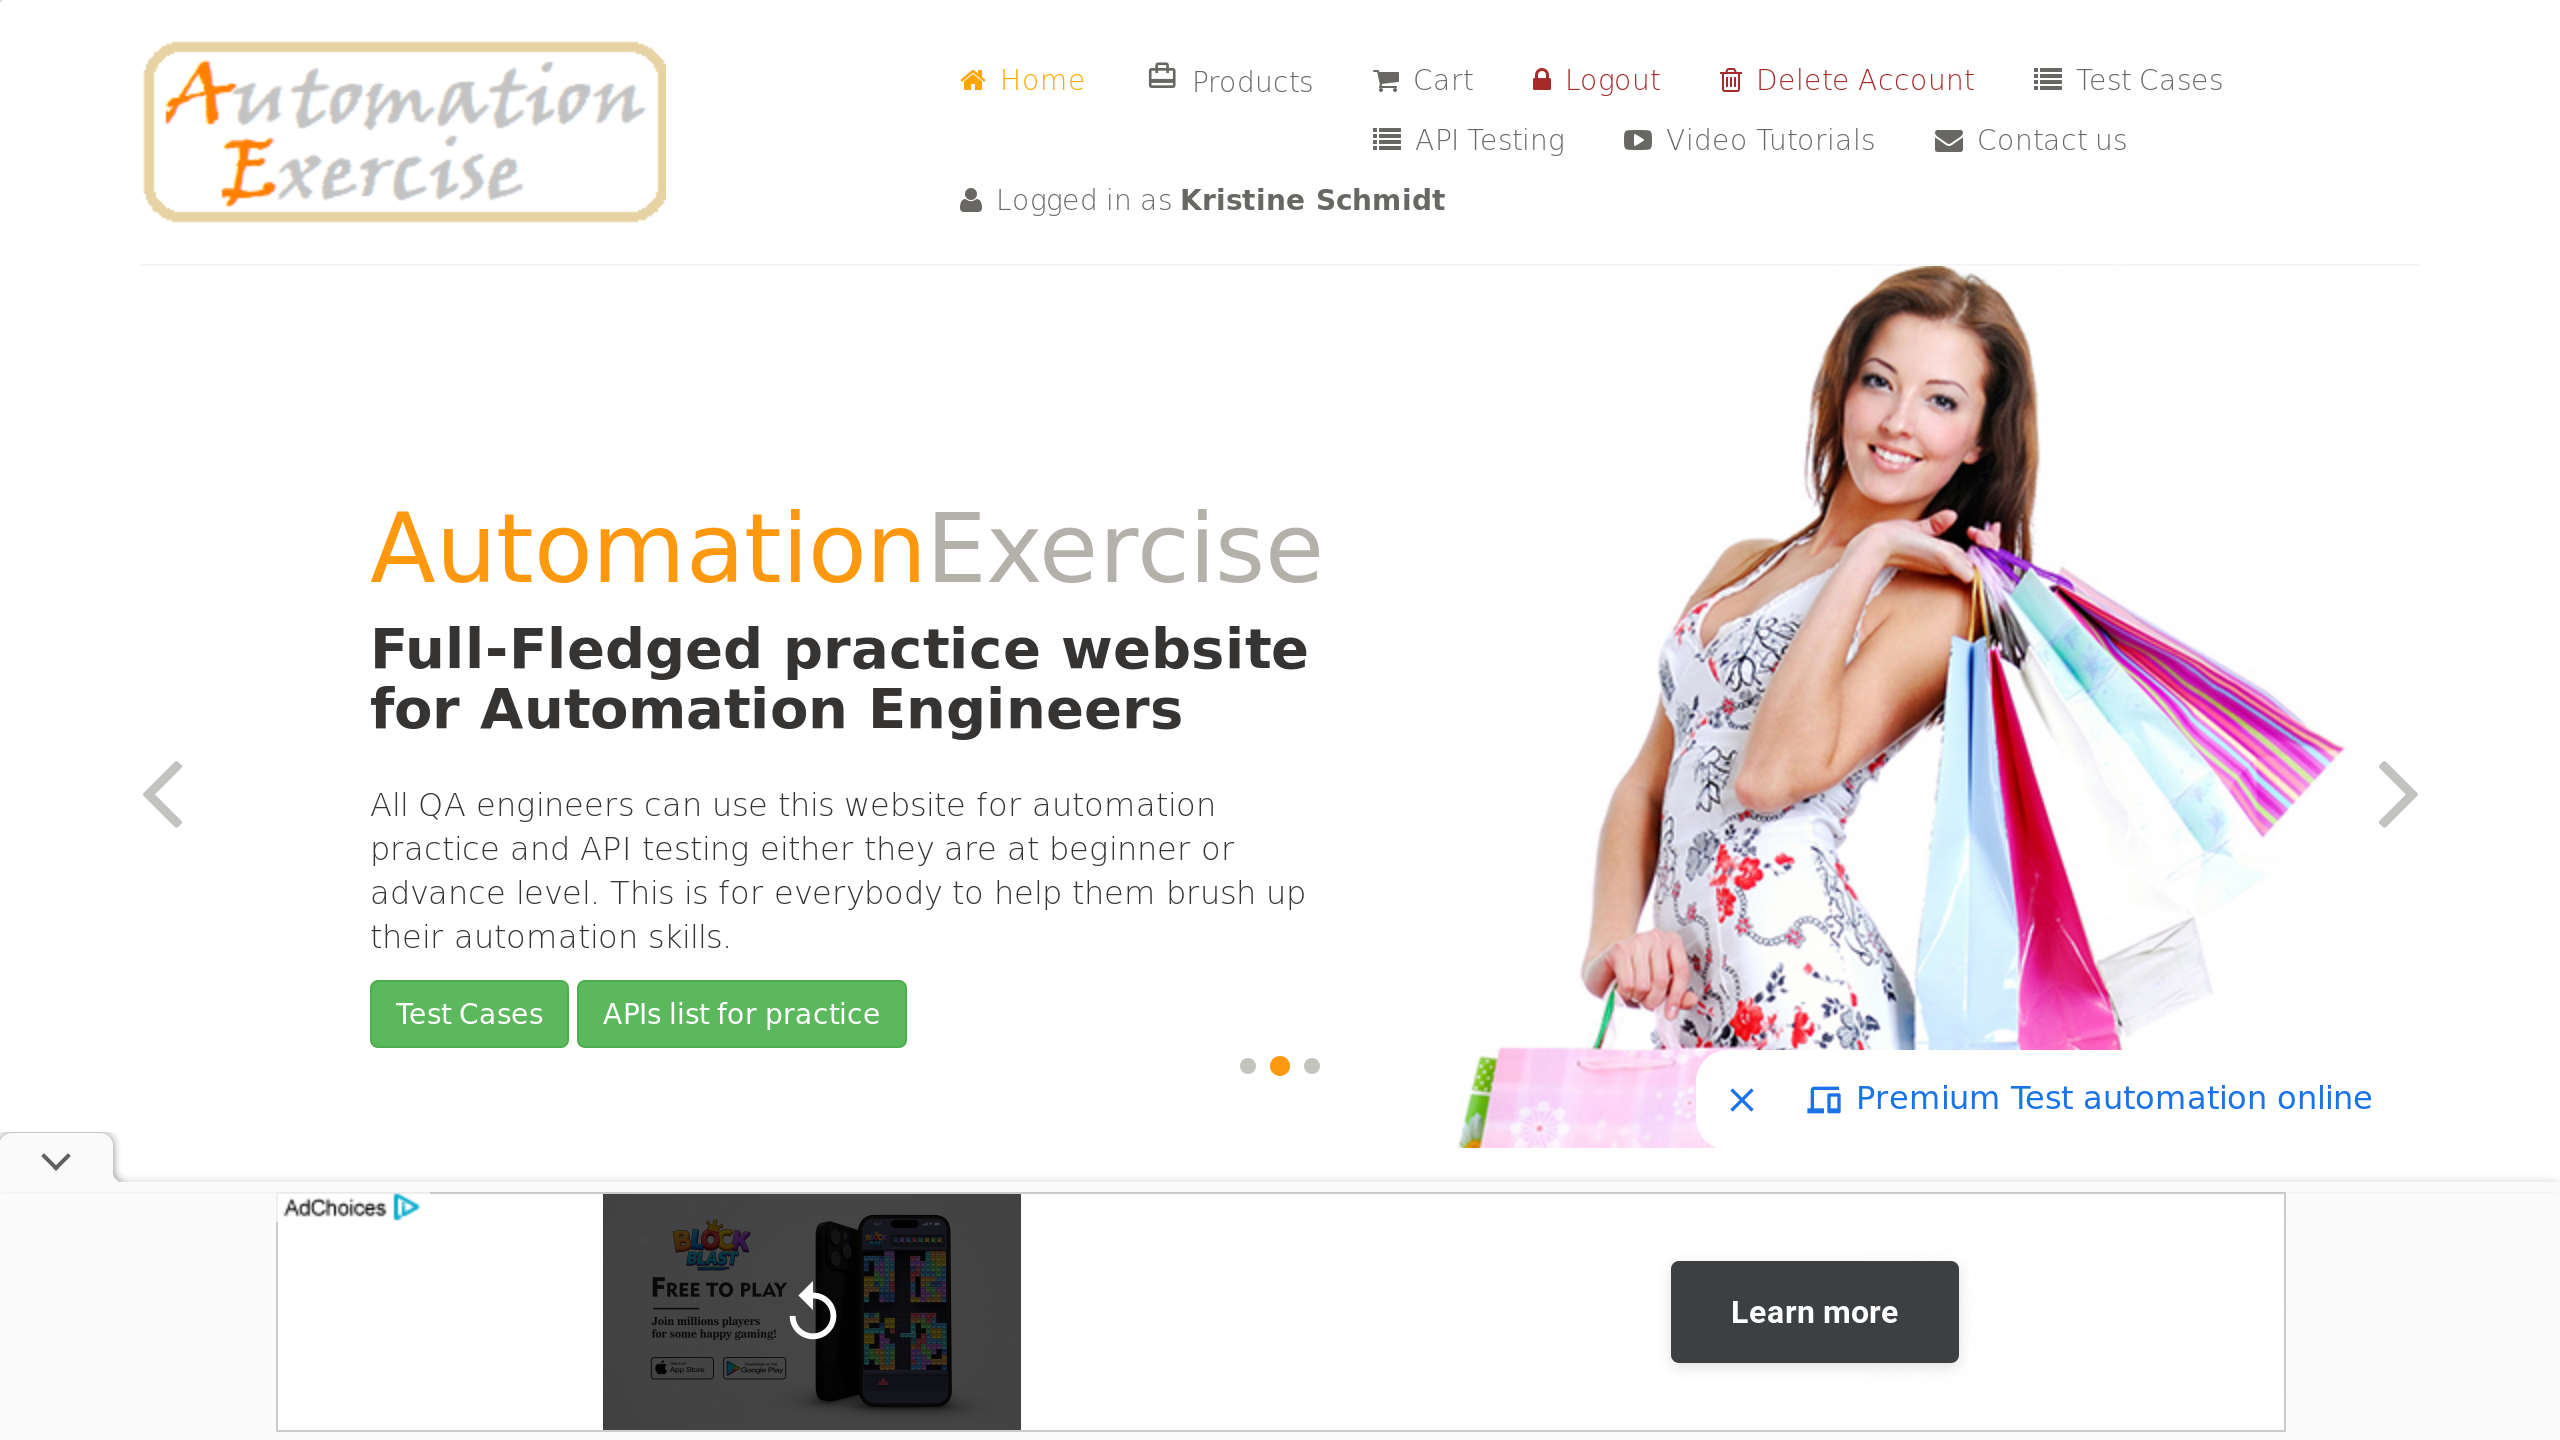 Automation
Exercise
Home
Products
Cart
Logout
Delete Account
Test Cases
API Testing
Video Tutorials
Contact us
Logged in as Kristine Schmidt
AutomationExercise
Full-Fledged practice website
for Automation Engineers
All QA engineers can use this website for automation
practice and API testing either they are at beginner or
advance level. This is for everybody to help them brush up
their automation skills.
Test Cases
APIs list for practice
Premium Test automation online
AdChoices
BLOCK
BLAST
FREE TO PLAY
Join millions players
for some happy gaming!
App Store
Google Play
Learn more